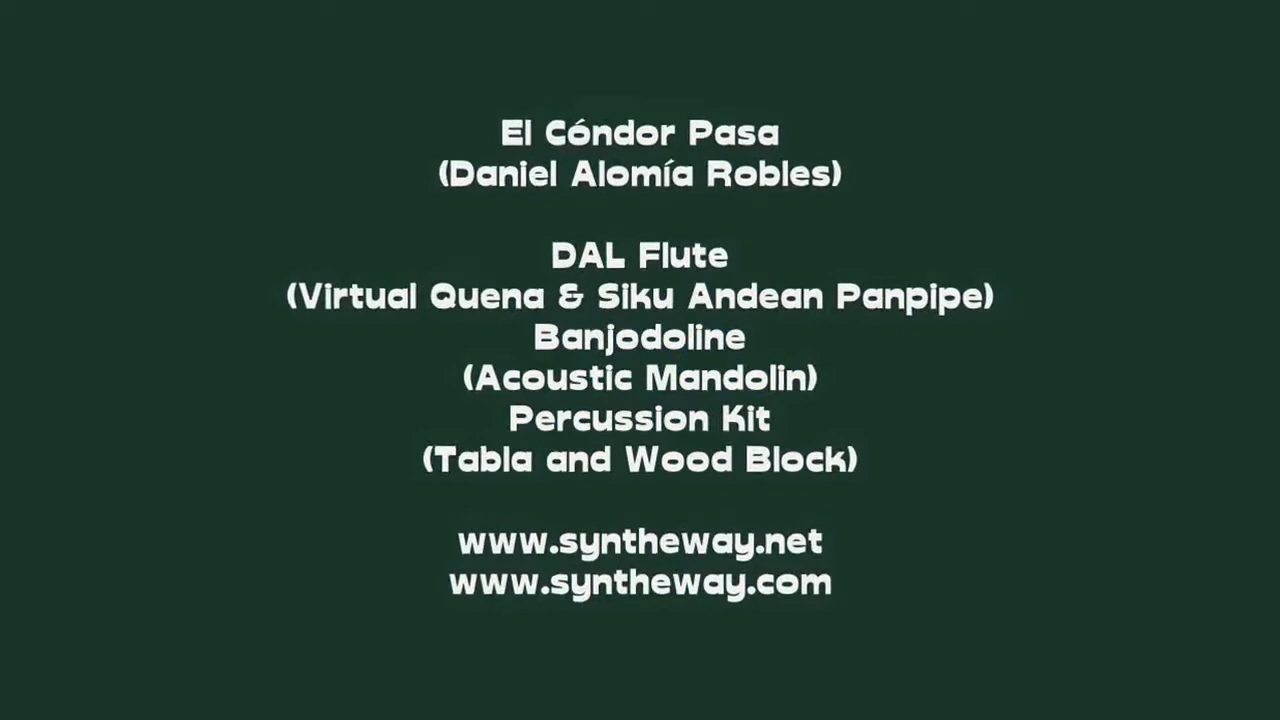 El Cóndor Pasa
(Daniel Alomía Robles)
DAL Flute
(Virtual Quena & Siku Andean Panpipe)
Banjodoline
(Acoustic Mandolin)
Percussion Kit
(Tabla and Wood Block)
www.syntheway.net
www.syntheway.com